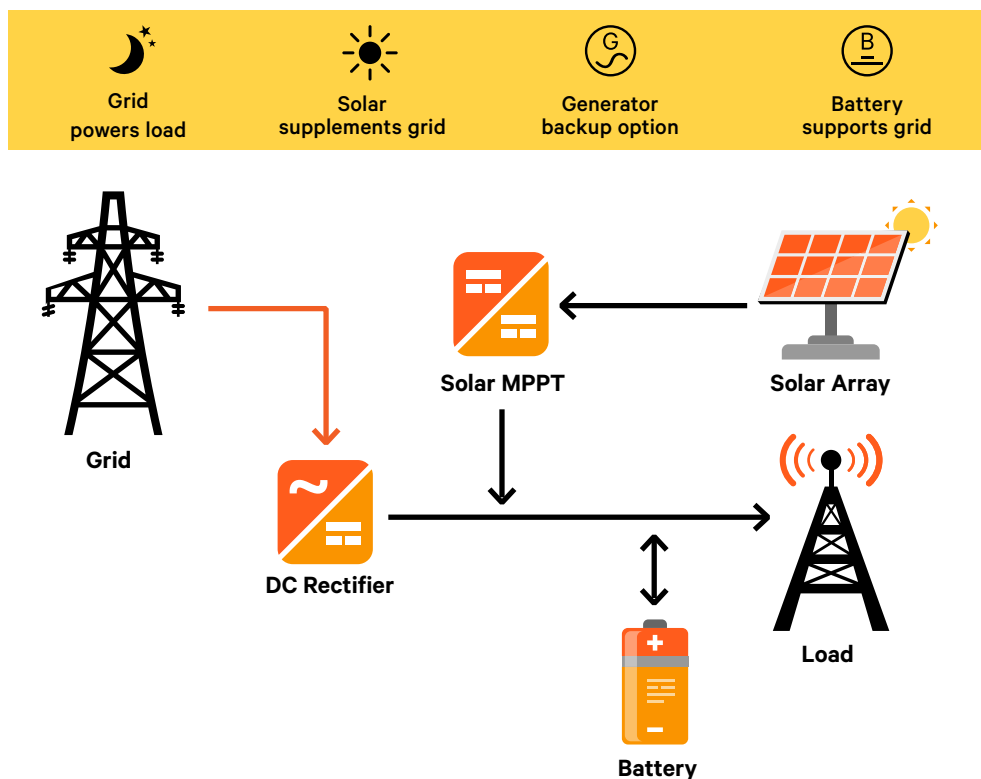 G
B
Grid
powers load
Solar
supplements grid
Generator
backup option
Battery
supports grid
Solar MPPT
Solar Array
Grid
~
DC Rectifier
Load
+
-
Battery